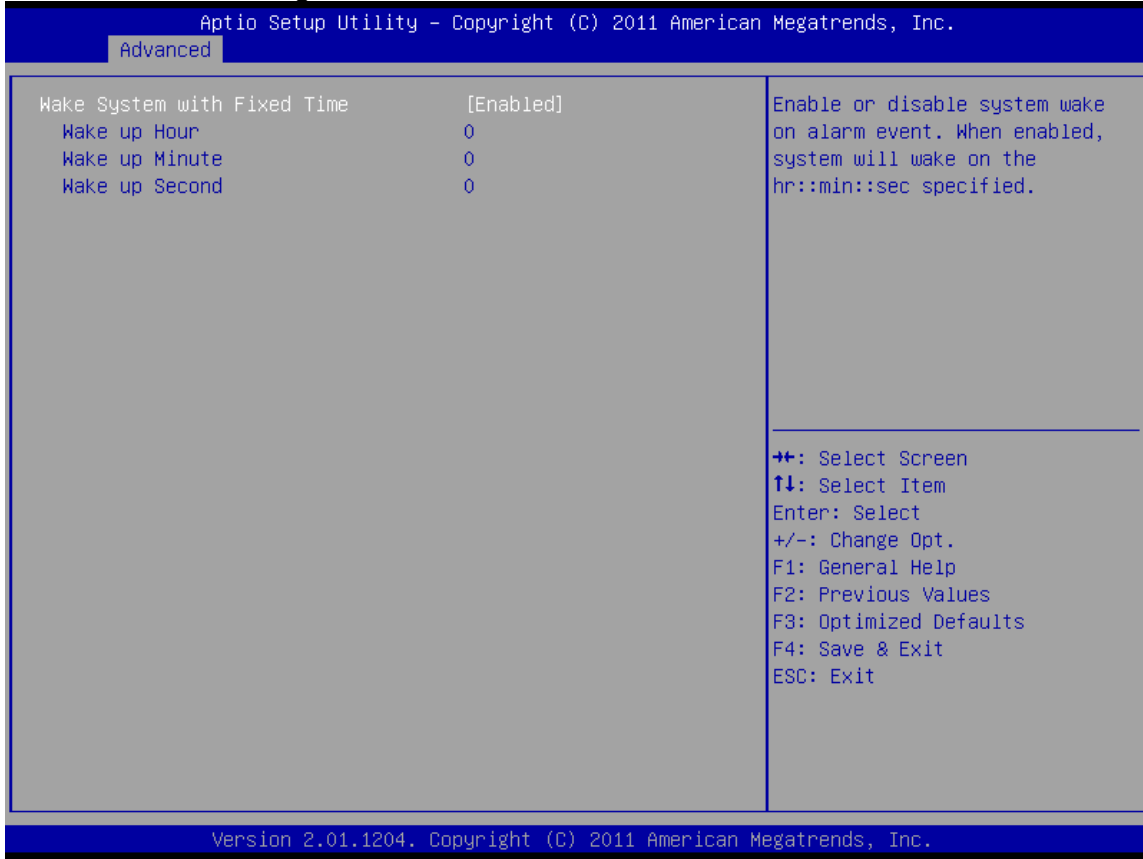 Aptio Setup Utility – Copyright (C) 2011 American Megatrends, Inc.
Advanced
Wake System with Fixed Time [Enabled]
Wake up Hour 0
Wake up Minute 0
Wake up Second 0
Enable or disable system wake
on alarm event. When enabled,
system will wake on the
hr::min::sec specified.
→←: Select Screen
↑↓: Select Item
Enter: Select
+/-: Change Opt.
F1: General Help
F2: Previous Values
F3: Optimized Defaults
F4: Save & Exit
ESC: Exit
Version 2.01.1204. Copyright (C) 2011 American Megatrends, Inc.